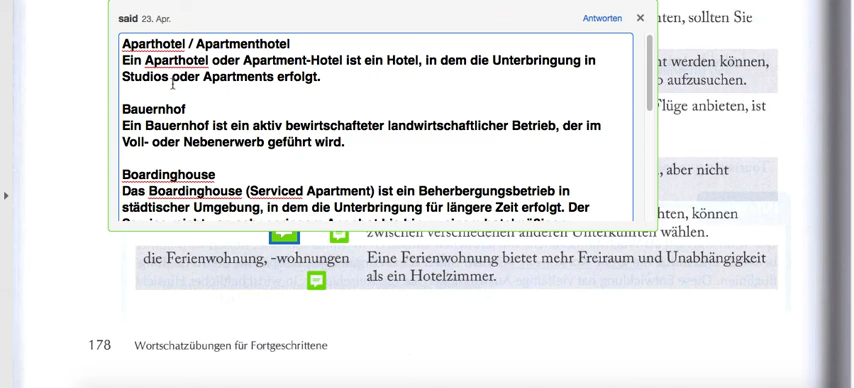 said 23. Apr.
Antworten
Aparthotel / Apartmenthotel
Ein Aparthotel oder Apartment-Hotel ist ein Hotel, in dem die Unterbringung in
Studios oder Apartments erfolgt.
Bauernhof
Ein Bauernhof ist ein aktiv bewirtschafteter landwirtschaftlicher Betrieb, der im
Voll- oder Nebenerwerb geführt wird.
Boardinghouse
Das Boardinghouse (Serviced Apartment) ist ein Beherbergungsbetrieb in
städtischer Umgebung, in dem die Unterbringung für längere Zeit erfolgt. Der
nten, sollten Sie
nt werden können,
o aufzusuchen.
Flüge anbieten, ist
, aber nicht
chten, können
zwischen verschiedenen anderen Unterkünften wählen.
die Ferienwohnung, -wohnungen Eine Ferienwohnung bietet mehr Freiraum und Unabhängigkeit
als ein Hotelzimmer.
178 Wortschatzübungen für Fortgeschrittene